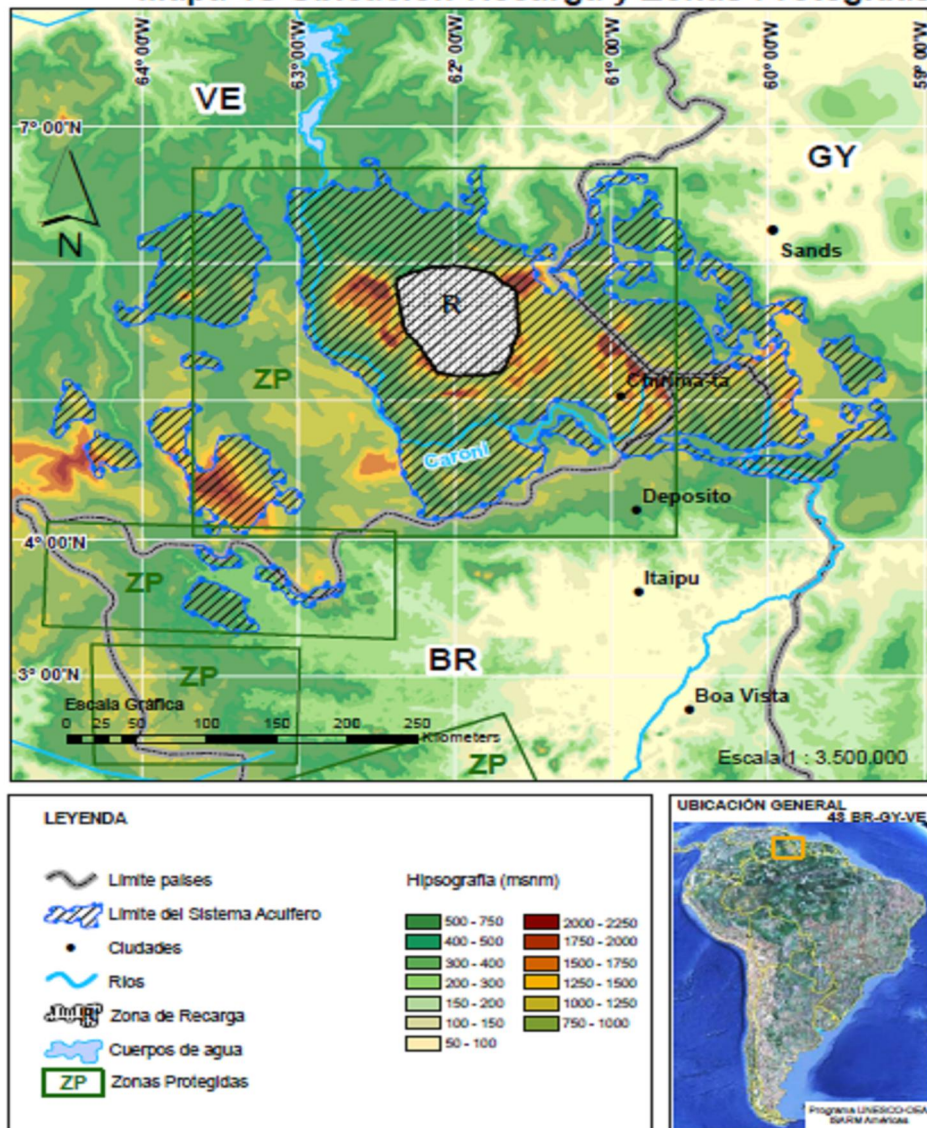 64° 00'W
63° 00'W
62° 00'W
61° 00'W
60° 00'W
59° 00'W
VE
7° 00'N
GY
N
Sands
R
ZP
Caroni
Deposito
4° 00'N
ZP
Itaipu
BR
3° 00'N
ZP
Boa Vista
Escala Gráfica
0 25 50 100 150 200 250
Kilometers
ZP
Escala 1 : 3.500.000
LEYENDA
Limite paises
Limite del Sistema Acuifero
Ciudades
Rios
R Zona de Recarga
Cuerpos de agua
ZP Zonas Protegidas
Hipsografia (msnm)
500 - 750
400 - 500
300 - 400
200 - 300
150 - 200
100 - 150
50 - 100
2000 - 2250
1750 - 2000
1500 - 1750
1250 - 1500
1000 - 1250
750 - 1000
UBICACIÓN GENERAL
4S BR-GY-VE
Programa UNESCO-OEA
ISARM Américas